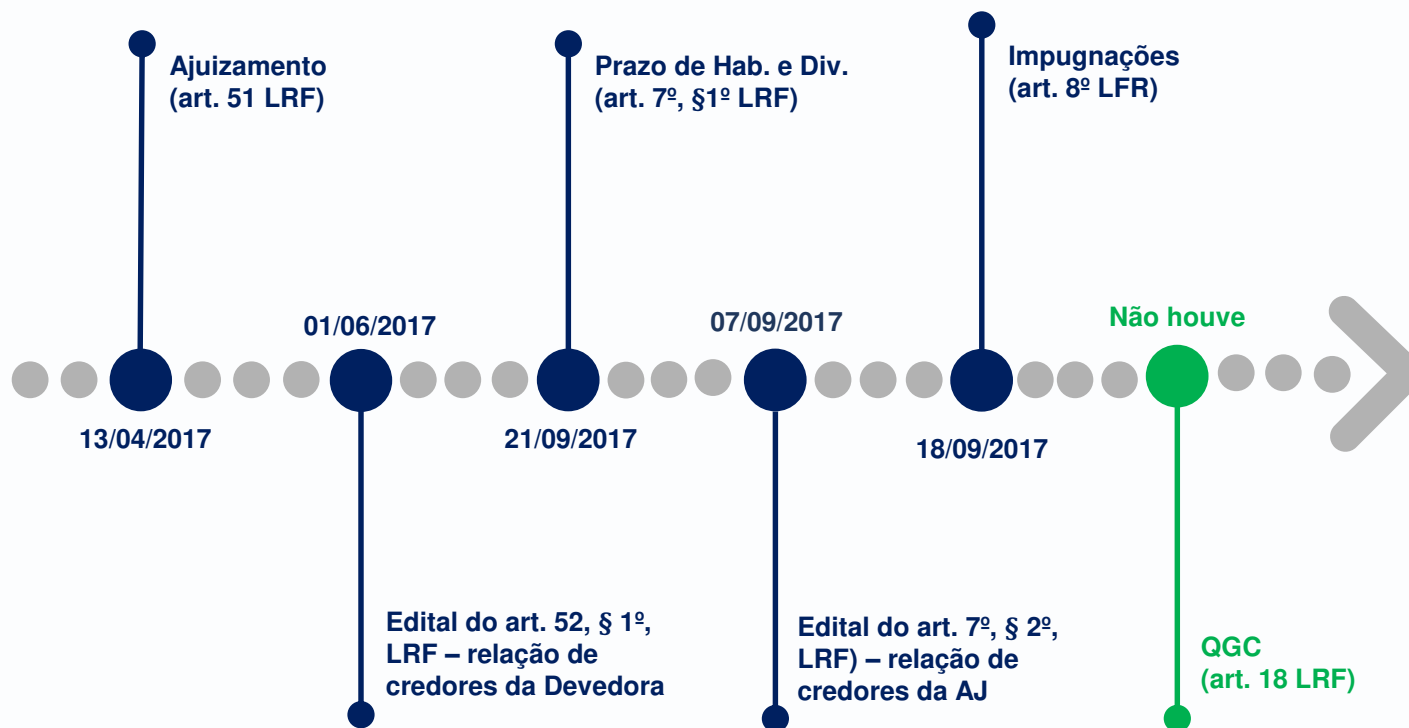 Ajuizamento
(art. 51 LRF)
13/04/2017
01/06/2017
Edital do art. 52, § 1º,
LRF – relação de
credores da Devedora
Prazo de Hab. e Div.
(art. 7º, §1º LRF)
21/09/2017
07/09/2017
Edital do art. 7º, § 2º,
LRF) – relação de
credores da AJ
Impugnações
(art. 8º LFR)
18/09/2017
Não houve
QGC
(art. 18 LRF)